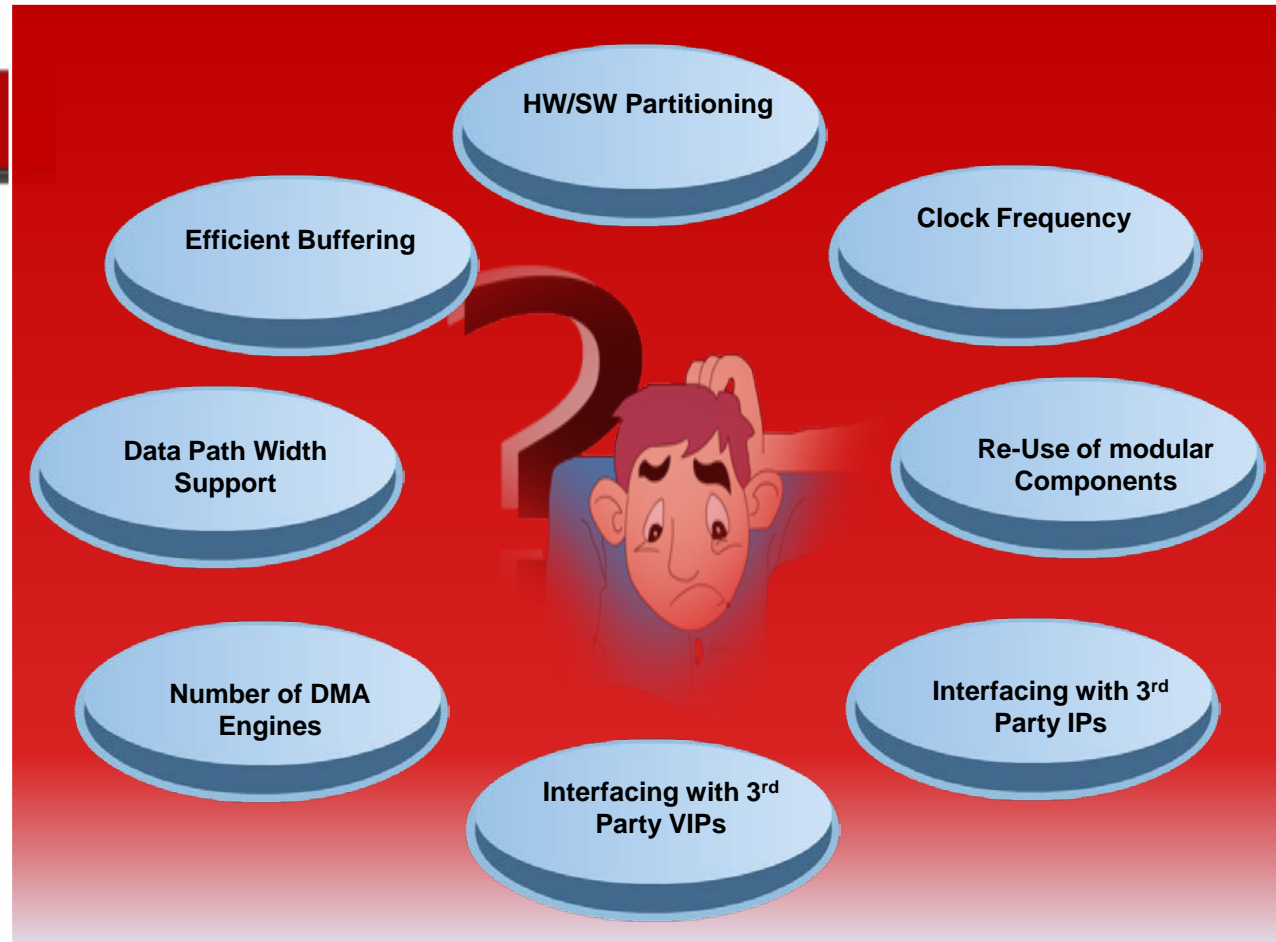 HW/SW Partitioning
Efficient Buffering
Clock Frequency
Data Path Width
Support
Re-Use of modular
Components
Number of DMA
Engines
Interfacing with 3rd
Party IPs
Interfacing with 3rd
Party VIPs
?